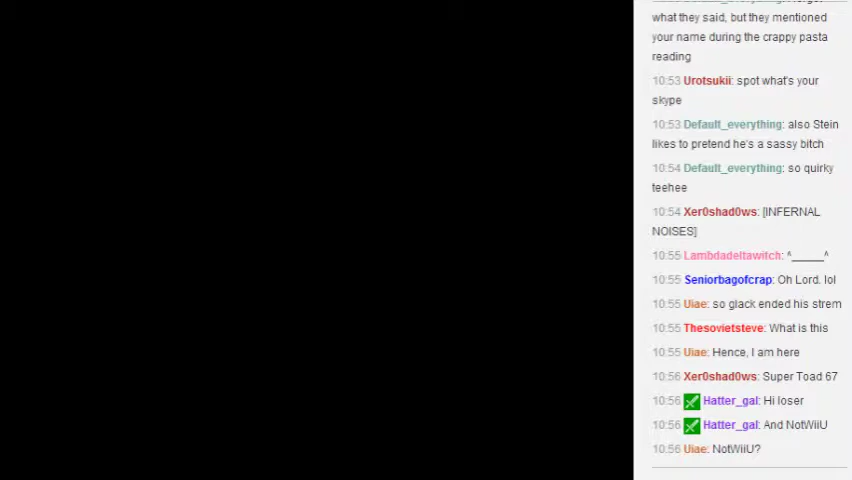 what they said, but they mentioned
your name during the crappy pasta
reading
10:53 Urotsukii: spot what's your
skype
10:53 Default_everything: also Stein
likes to pretend he's a sassy bitch
10:54 Default_everything: so quirky
teehee
10:54 Xer0shad0ws: [INFERNAL
NOISES]
10:55 Lambdadeltawitch: ^_____^
10:55 Seniorbagofcrap: Oh Lord. lol
10:55 Uiae: so glack ended his strem
10:55 Thesovietsteve: What is this
10:55 Uiae: Hence, I am here
10:56 Xer0shad0ws: Super Toad 67
10:56 Hatter_gal: Hi loser
10:56 Hatter_gal: And NotWiiU
10:56 Uiae: NotWiiU?